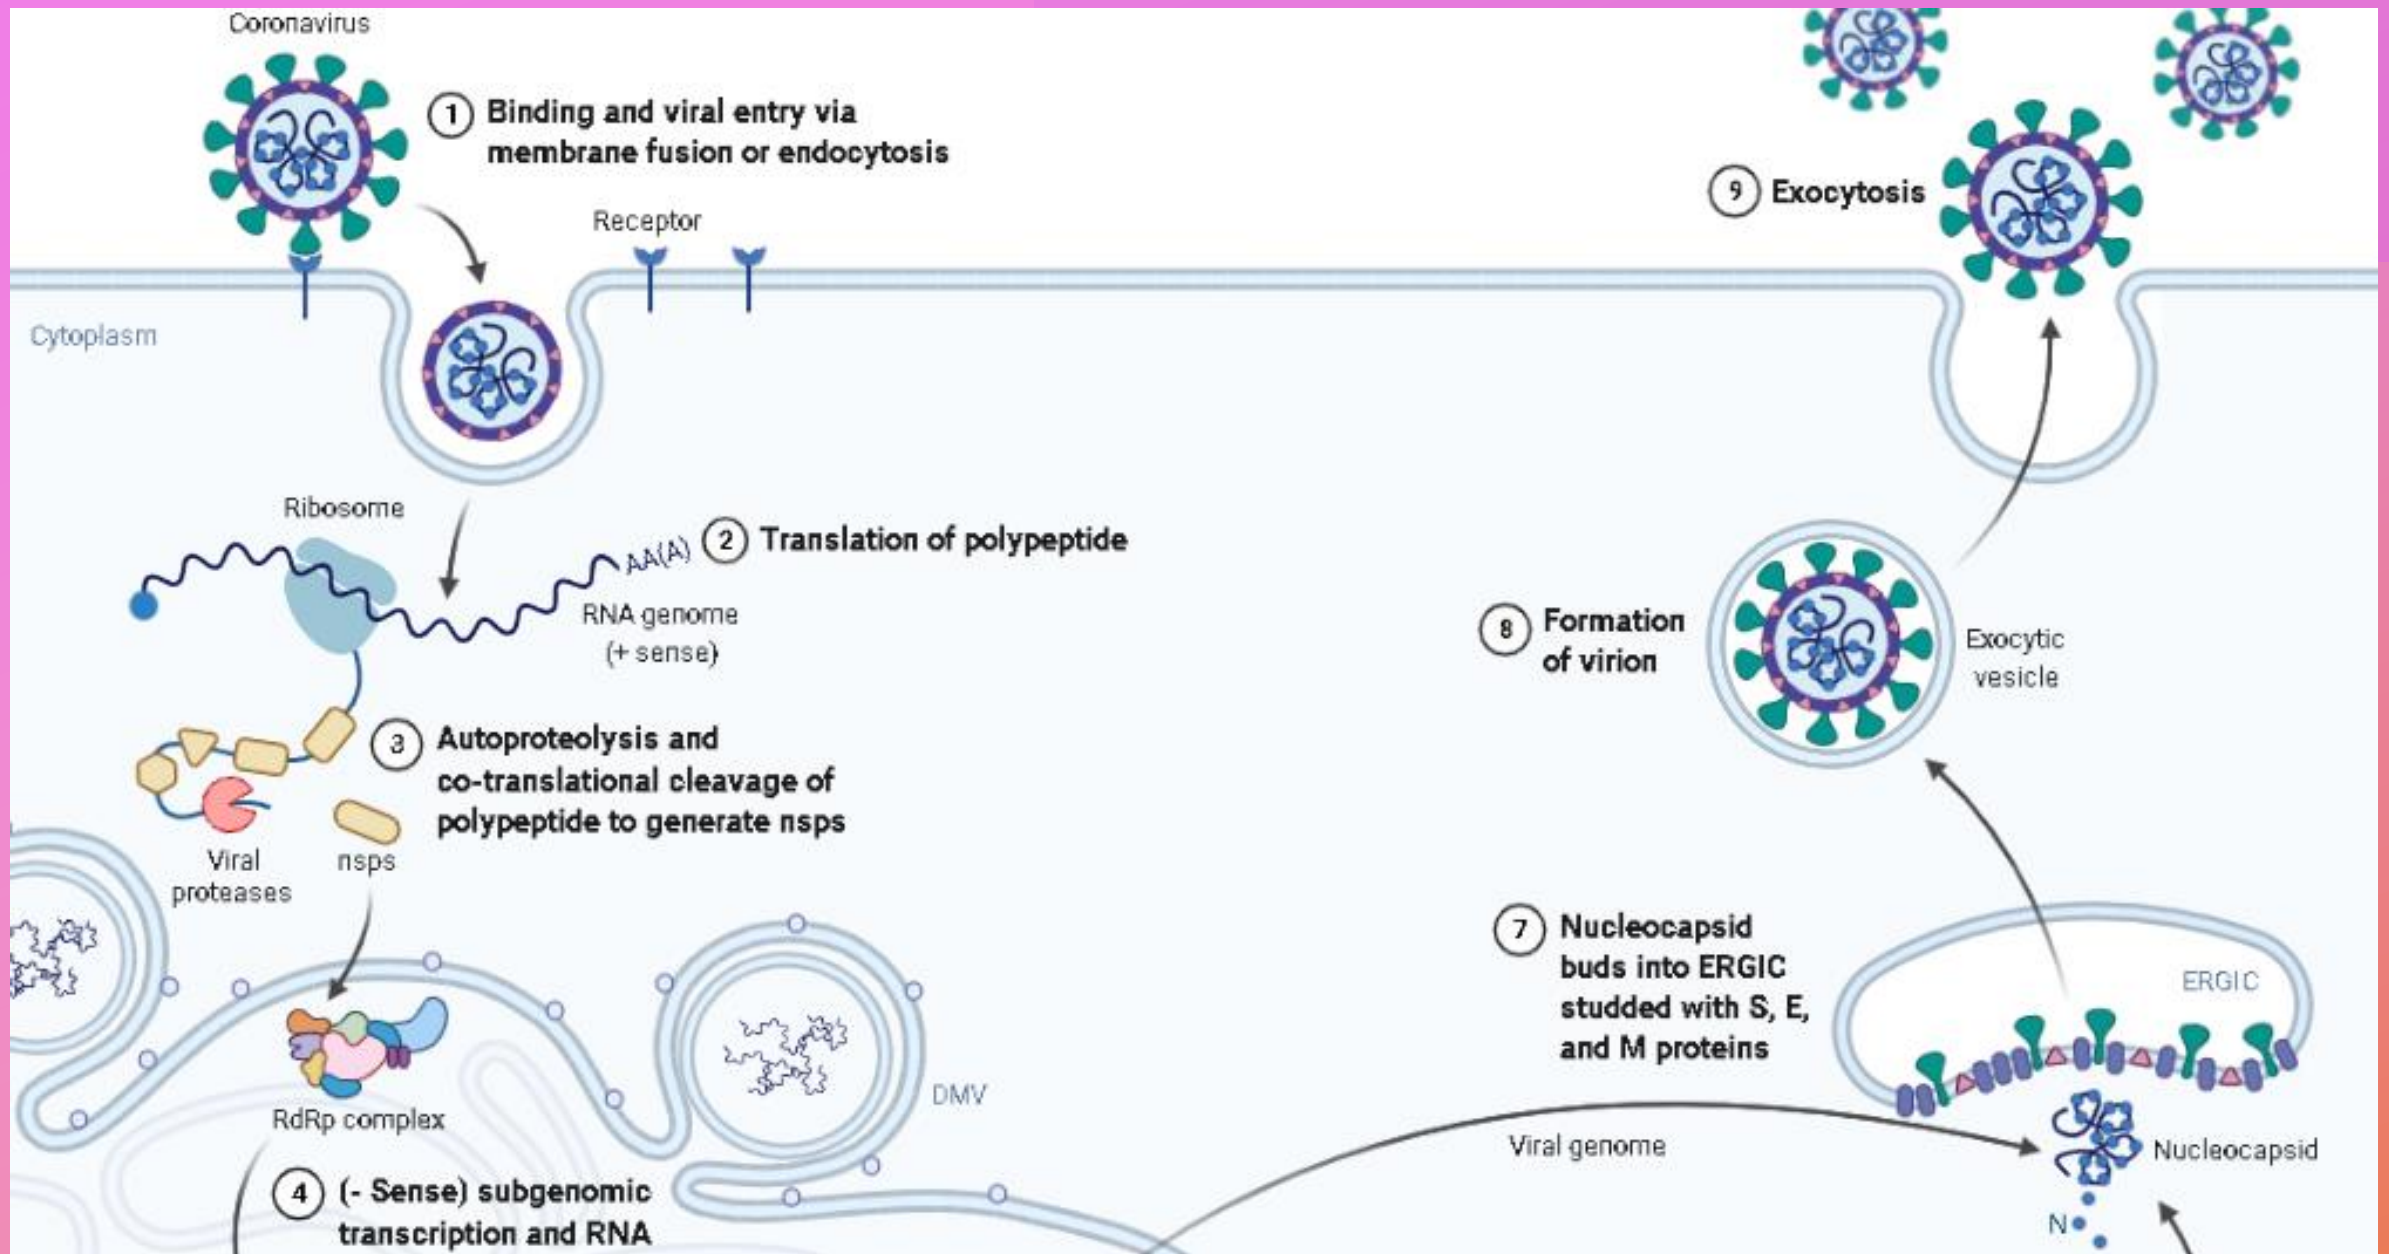 Coronavirus
1 Binding and viral entry via
membrane fusion or endocytosis
Receptor
Cytoplasm
Ribosome
AA(A)
2 Translation of polypeptide
RNA genome
(+ sense)
3 Autoproteolysis and
co-translational cleavage of
polypeptide to generate nsps
Viral
proteases
nsps
RdRp complex
DMV
4 (- Sense) subgenomic
transcription and RNA
9 Exocytosis
8 Formation
of virion
Exocytic
vesicle
7 Nucleocapsid
buds into ERGIC
studded with S, E,
and M proteins
ERGIC
Viral genome
Nucleocapsid
N